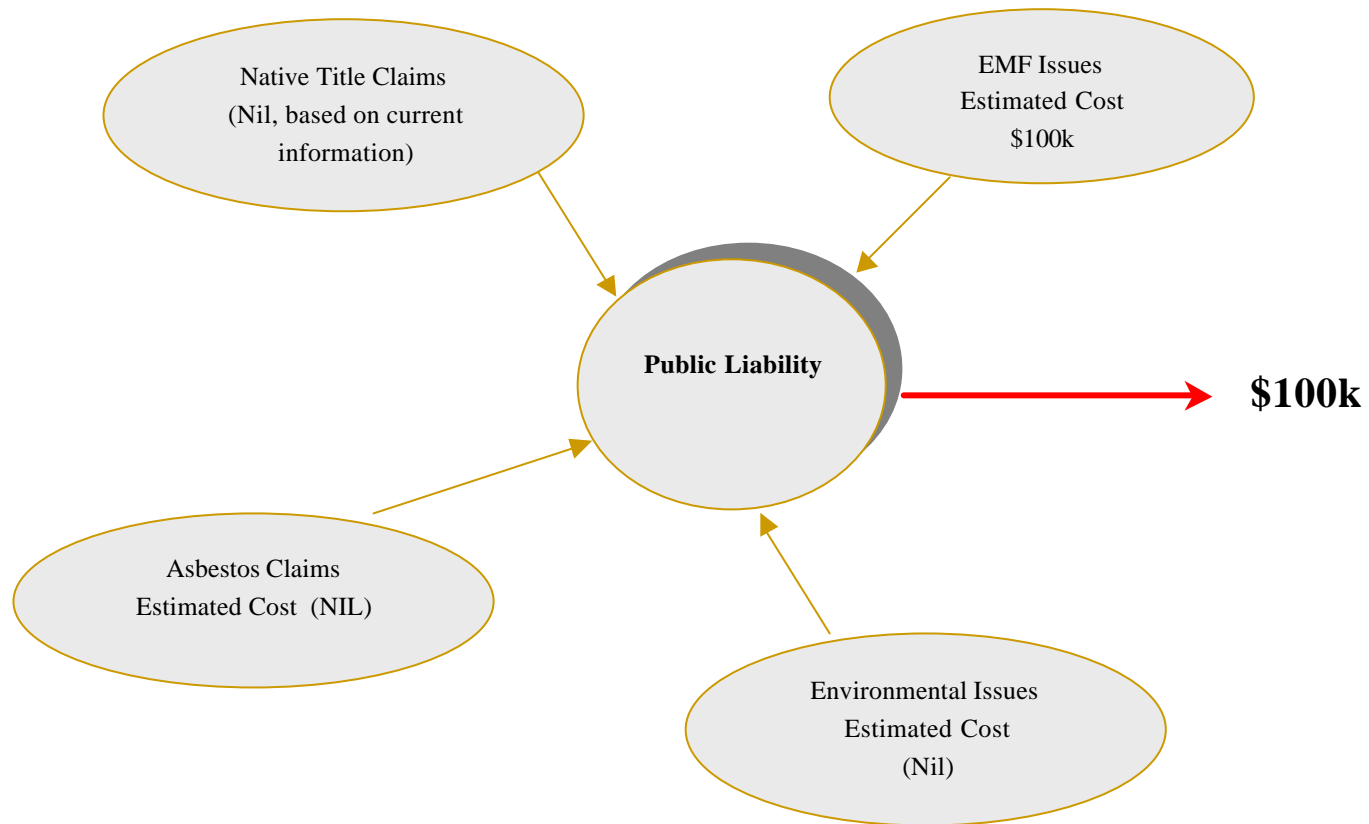 Native Title Claims
(Nil, based on current
information)
EMF Issues
Estimated Cost
$100k
Public Liability
$100k
Asbestos Claims
Estimated Cost (NIL)
Environmental Issues
Estimated Cost
(Nil)